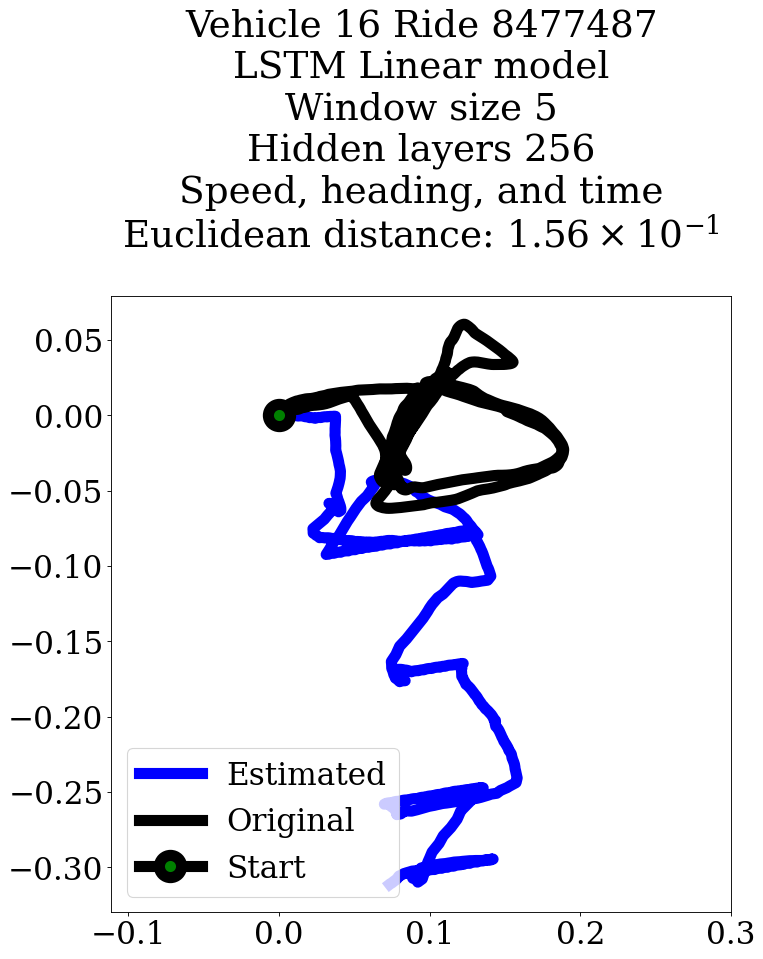 Vehicle 16 Ride 8477487
LSTM Linear model
Window size 5
Hidden layers 256
Speed, heading, and time
Euclidean distance: 1.56 × 10⁻¹
0.05
0.00
−0.05
−0.10
−0.15
−0.20
−0.25
−0.30
Estimated
Original
Start
−0.1
0.0
0.1
0.2
0.3